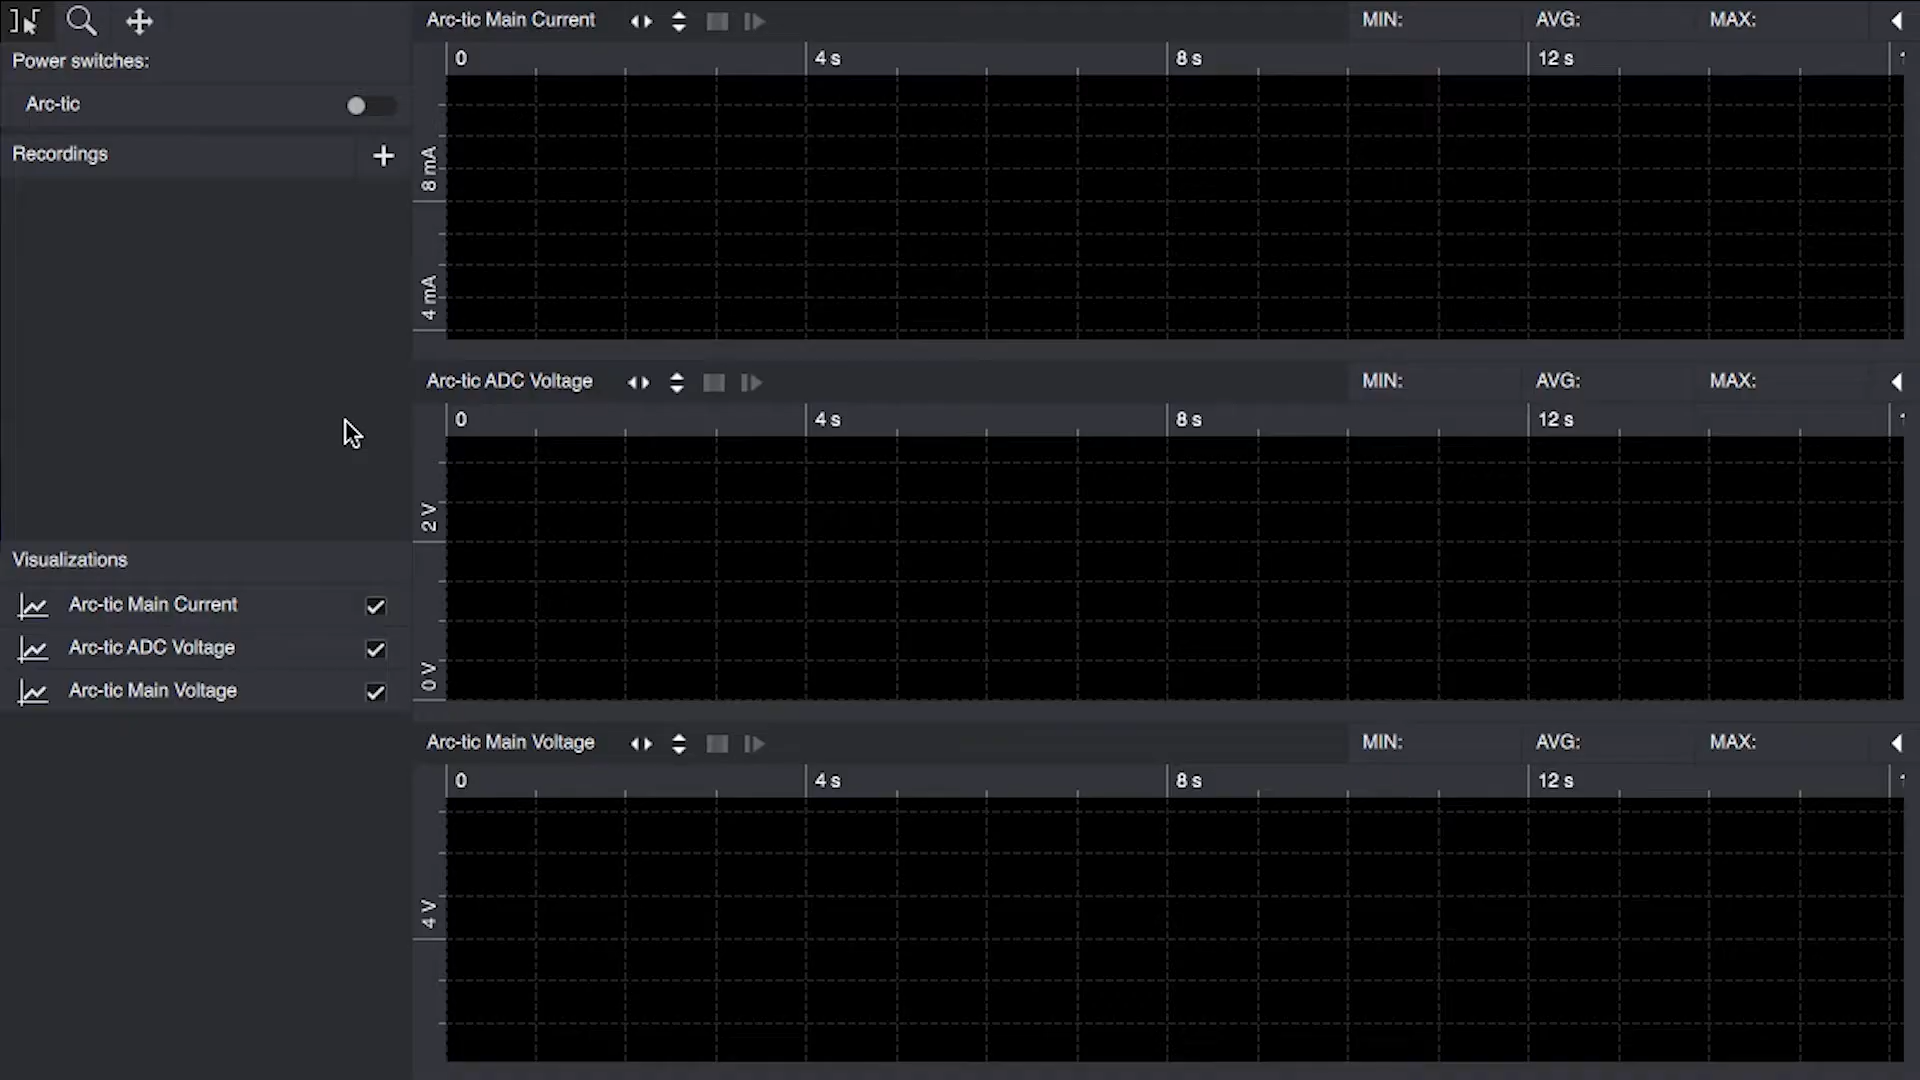 Power switches:
Arc-tic
Recordings
Visualizations
Arc-tic Main Current
Arc-tic ADC Voltage
Arc-tic Main Voltage
Arc-tic Main Current
MIN:
AVG:
MAX:
0
4 s
8 s
12 s
8 mA
4 mA
Arc-tic ADC Voltage
MIN:
AVG:
MAX:
0
4 s
8 s
12 s
2 V
0 V
Arc-tic Main Voltage
MIN:
AVG:
MAX:
0
4 s
8 s
12 s
4 V